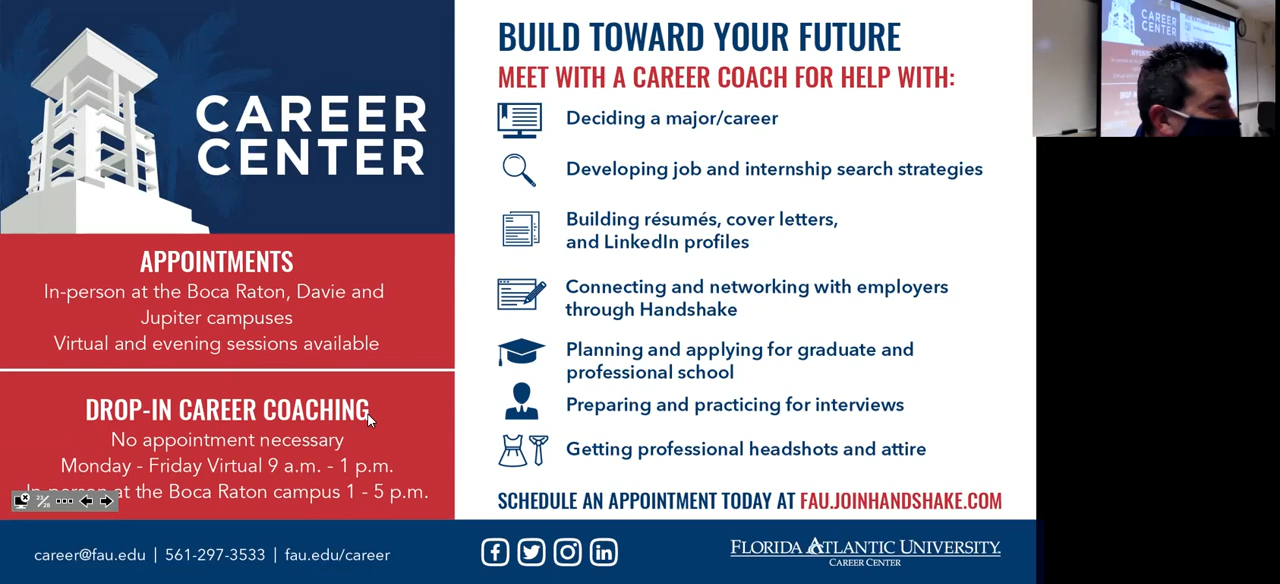 CAREER
CENTER
APPOINTMENTS
In-person at the Boca Raton, Davie and
Jupiter campuses
Virtual and evening sessions available
DROP-IN CAREER COACHING
No appointment necessary
Monday - Friday Virtual 9 a.m. - 1 p.m.
In-person at the Boca Raton campus 1 - 5 p.m.
BUILD TOWARD YOUR FUTURE
MEET WITH A CAREER COACH FOR HELP WITH:
Deciding a major/career
Developing job and internship search strategies
Building résumés, cover letters,
and LinkedIn profiles
Connecting and networking with employers
through Handshake
Planning and applying for graduate and
professional school
Preparing and practicing for interviews
Getting professional headshots and attire
SCHEDULE AN APPOINTMENT TODAY AT FAU.JOINHANDSHAKE.COM
career@fau.edu | 561-297-3533 | fau.edu/career
FLORIDA ATLANTIC UNIVERSITY.
CAREER CENTER
CAREER
CENTER